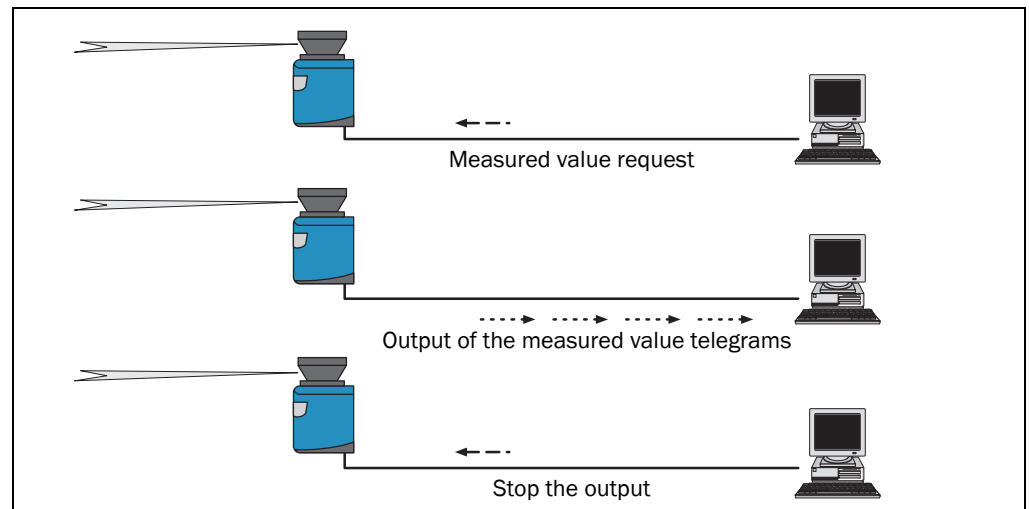 Measured value request
Output of the measured value telegrams
Stop the output